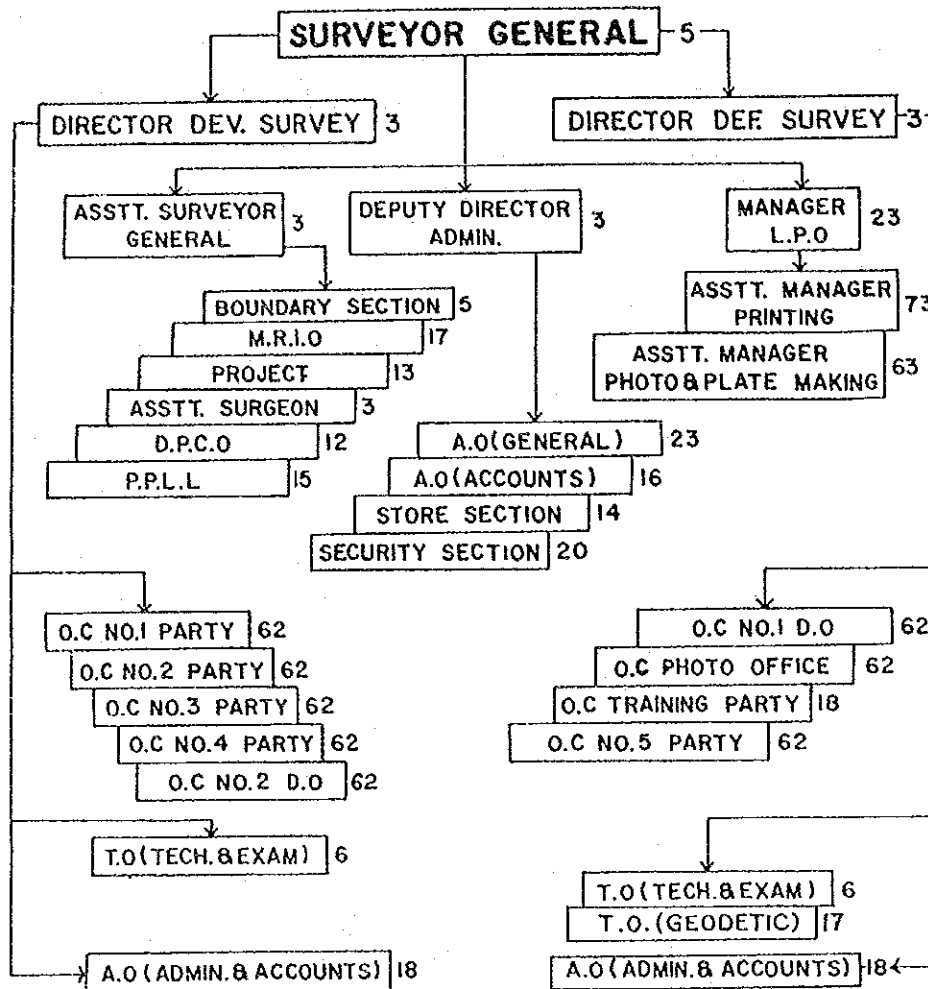 SURVEYOR GENERAL 5
DIRECTOR DEV. SURVEY 3
DIRECTOR DEF. SURVEY 3
ASSTT. SURVEYOR
GENERAL 3
DEPUTY DIRECTOR
ADMIN. 3
MANAGER
L.P.O 23
BOUNDARY SECTION 5
M.R.I.O 17
PROJECT 13
ASSTT. SURGEON 3
D.P.C.O 12
P.P.L.L 15
ASSTT. MANAGER
PRINTING 73
ASSTT. MANAGER
PHOTO & PLATE MAKING 63
A.O (GENERAL) 23
A.O (ACCOUNTS) 16
STORE SECTION 14
SECURITY SECTION 20
O.C NO.1 PARTY 62
O.C NO.2 PARTY 62
O.C NO.3 PARTY 62
O.C NO.4 PARTY 62
O.C NO.2 D.O 62
O.C NO.1 D.O 62
O.C PHOTO OFFICE 62
O.C TRAINING PARTY 18
O.C NO.5 PARTY 62
T.O (TECH. & EXAM) 6
T.O (TECH. & EXAM) 6
T.O. (GEODETIC) 17
A.O (ADMIN. & ACCOUNTS) 18
A.O (ADMIN. & ACCOUNTS) 18